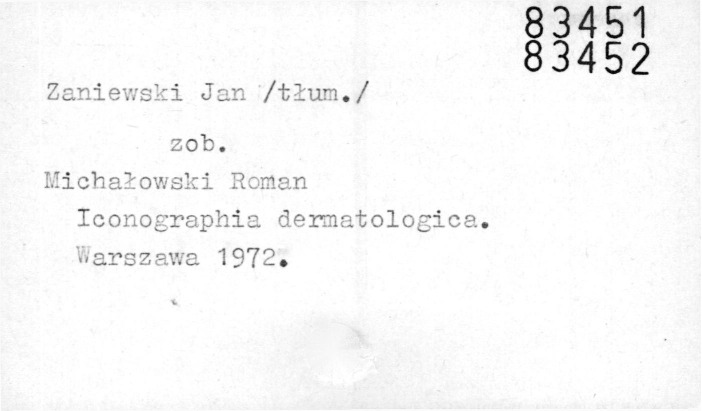 83451
83452
Zaniewski Jan /tłum./
zob.
Michałowski Roman
Iconographia dermatologica.
Warszawa 1972.